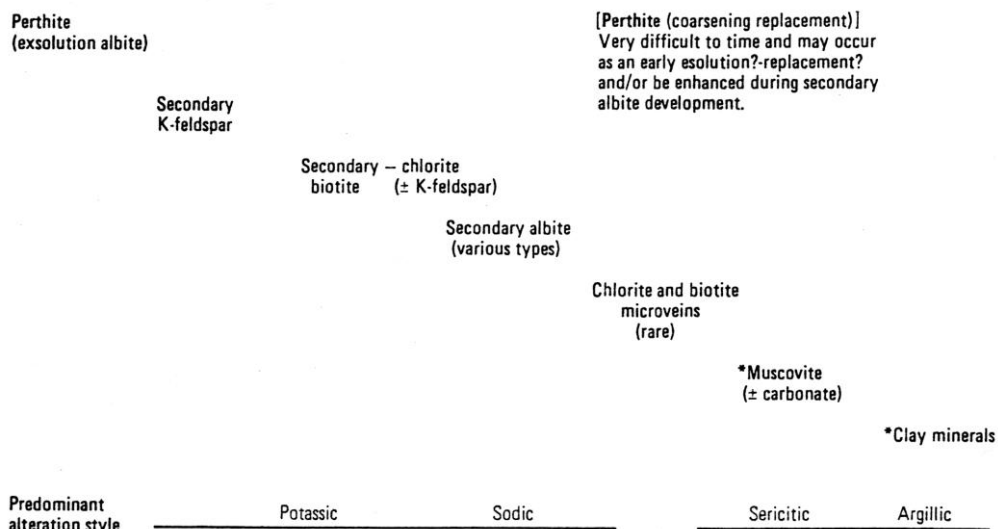 Perthite
(exsolution albite)
[Perthite (coarsening replacement)]
Very difficult to time and may occur
as an early esolution?-replacement?
and/or be enhanced during secondary
albite development.
Secondary
K-feldspar
Secondary – chlorite
biotite (± K-feldspar)
Secondary albite
(various types)
Chlorite and biotite
microveins
(rare)
*Muscovite
(± carbonate)
*Clay minerals
Predominant
alteration style
Potassic Sodic Sericitic Argillic